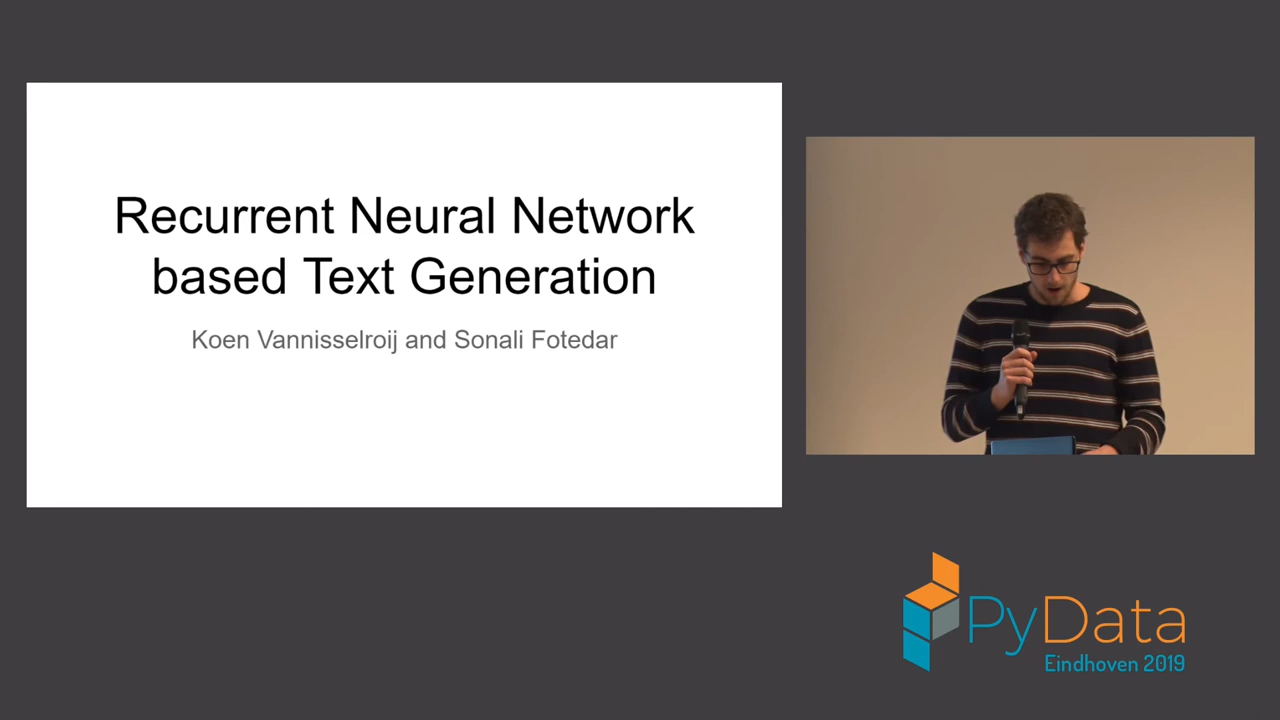 Recurrent Neural Network
based Text Generation
Koen Vannisselroij and Sonali Fotedar
PyData
Eindhoven 2019